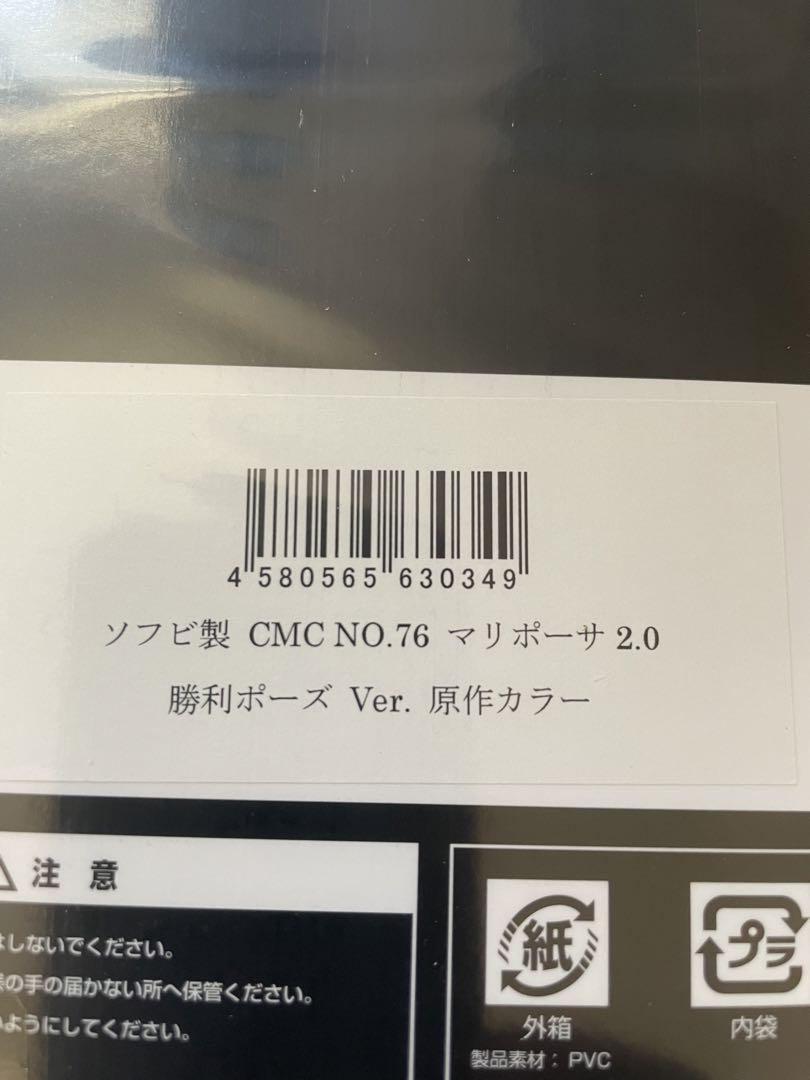 4 580565 630349
ソフビ製 CMC NO.76 マリポーサ 2.0
勝利ポーズ Ver. 原作カラー
注 意
しないでください。
の手の届かない所へ保管ください。
ようにしてください。
紙
プラ
外箱
内袋
製品素材：PVC